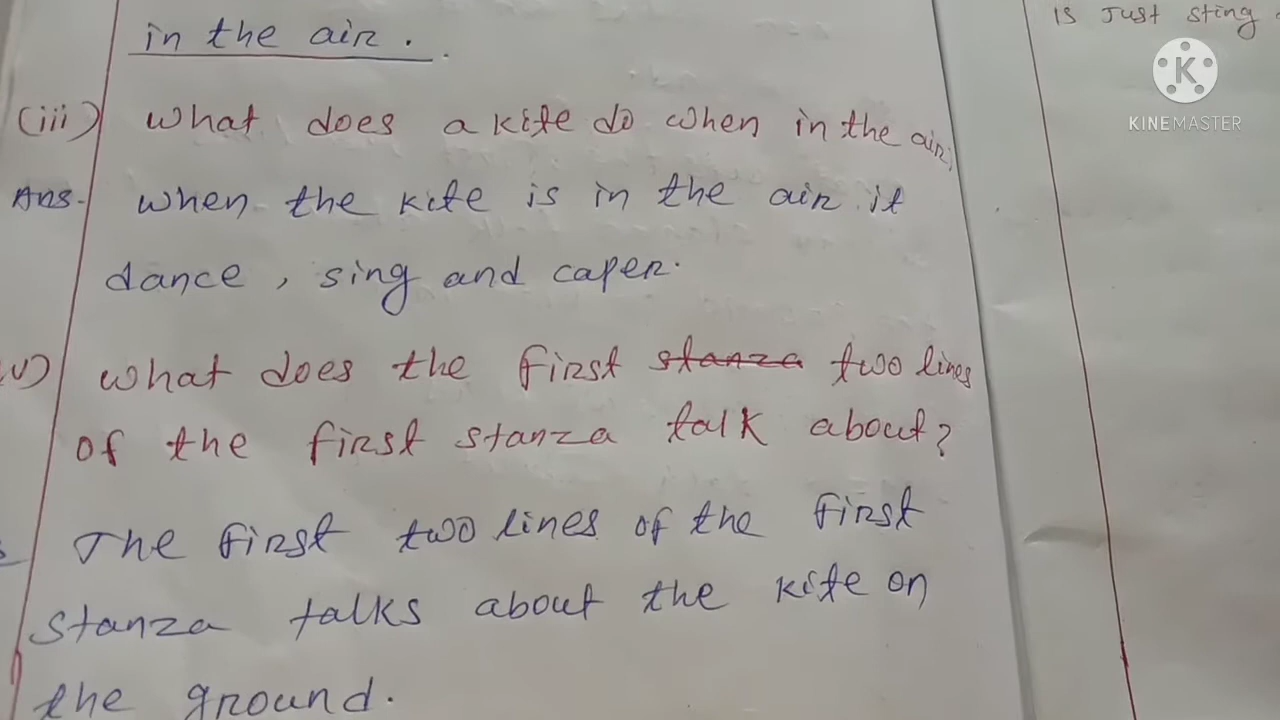 in the air.
(iii) What does a kite do when in the air,
Ans. when the kite is in the air it
dance, sing and caper.
v) What does the first stanza two lines
of the first stanza talk about?
The first two lines of the first
stanza talks about the kite on
the ground.
is Just sting
KINEMASTER